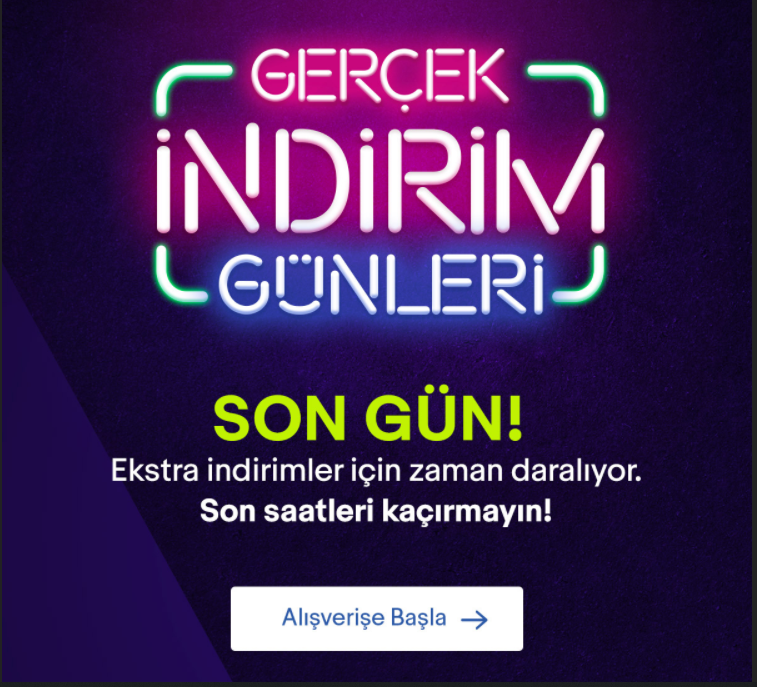 GERÇEK
İNDİRİM
GÜNLERİ
SON GÜN!
Ekstra indirimler için zaman daralıyor.
Son saatleri kaçırmayın!
Alışverişe Başla →